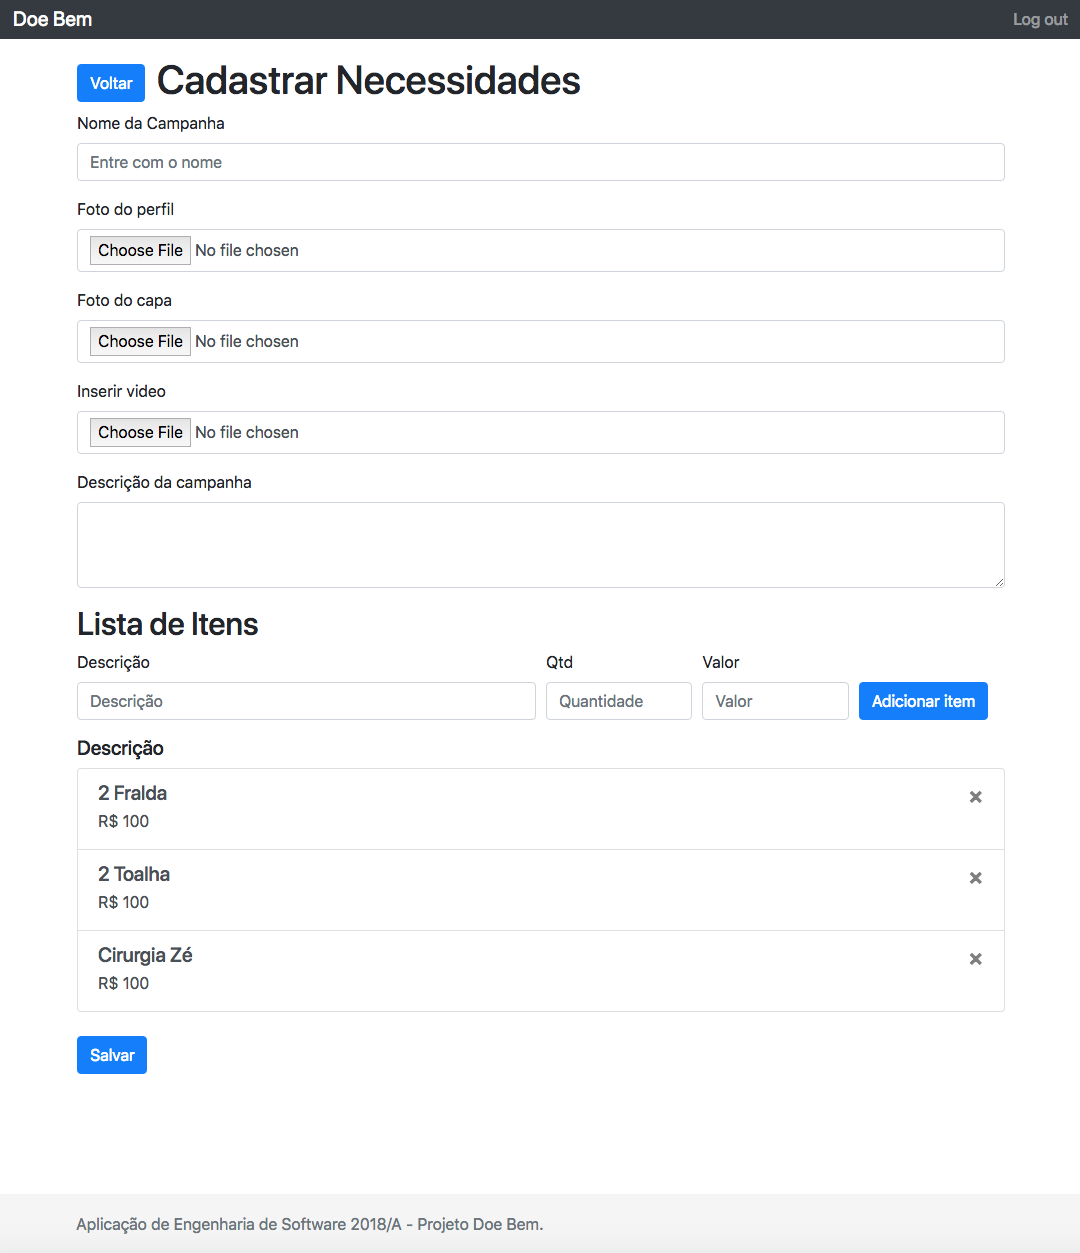 Doe Bem Log out
Voltar Cadastrar Necessidades
Nome da Campanha
Entre com o nome
Foto do perfil
Choose File No file chosen
Foto do capa
Choose File No file chosen
Inserir video
Choose File No file chosen
Descrição da campanha
Lista de Itens
Descrição Qtd Valor
Descrição Quantidade Valor Adicionar item
Descrição
2 Fralda
R$ 100
2 Toalha
R$ 100
Cirurgia Zé
R$ 100
Salvar
Aplicação de Engenharia de Software 2018/A - Projeto Doe Bem.